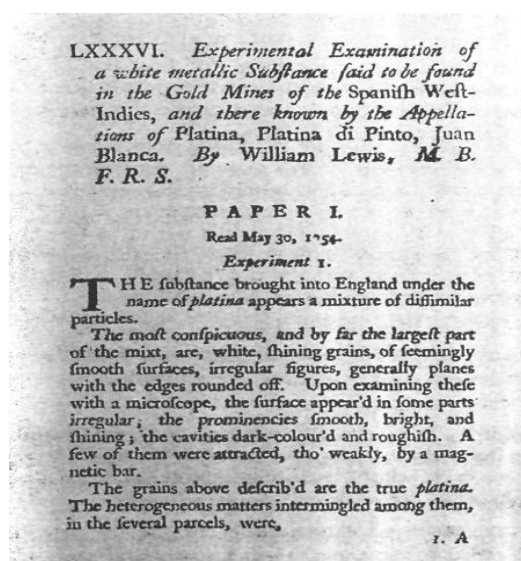 LXXXVI. Experimental Examination of
a white metallic Subſtance ſaid to be found
in the Gold Mines of the Spaniſh Weſt-
Indies, and there known by the Appella-
tions of Platina, Platina di Pinto, Juan
Blanca. By William Lewis, M. B.
F. R. S.
PAPER I.
Read May 30, 1754.
Experiment 1.
THE ſubſtance brought into England under the
name of platina appears a mixture of diſſimilar
particles.
The moſt conſpicuous, and by far the largeſt part
of the mixt, are, white, ſhining grains, of ſeemingly
ſmooth ſurfaces, irregular figures, generally planes
with the edges rounded off. Upon examining theſe
with a microſcope, the ſurface appear'd in ſome parts
irregular; the prominencies ſmooth, bright, and
ſhining; the cavities dark-colour'd and roughiſh. A
few of them were attracted, tho' weakly, by a mag-
netic bar.
The grains above deſcrib'd are the true platina.
The heterogeneous matters intermingled among them,
in the ſeveral parcels, were,
1. A